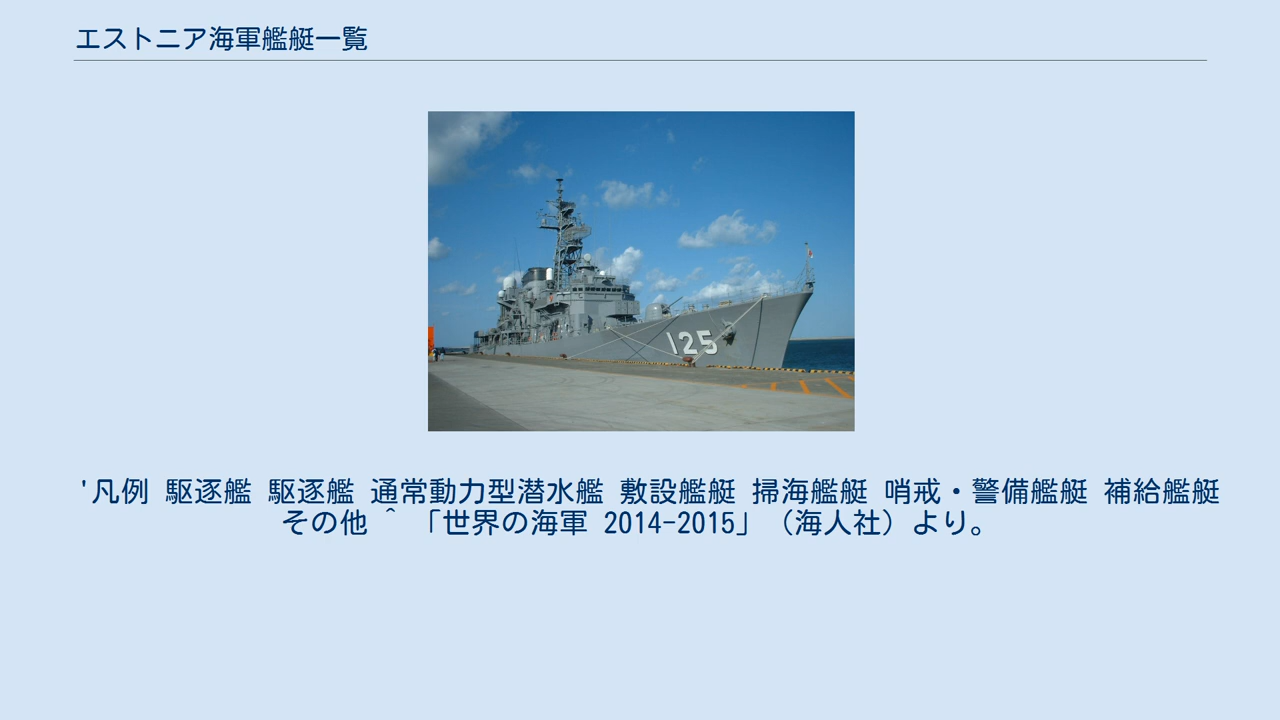 エストニア海軍艦艇一覧
125
'凡例 駆逐艦 駆逐艦 通常動力型潜水艦 敷設艦艇 掃海艦艇 哨戒・警備艦艇 補給艦艇
その他 ^ 「世界の海軍 2014-2015」（海人社）より。